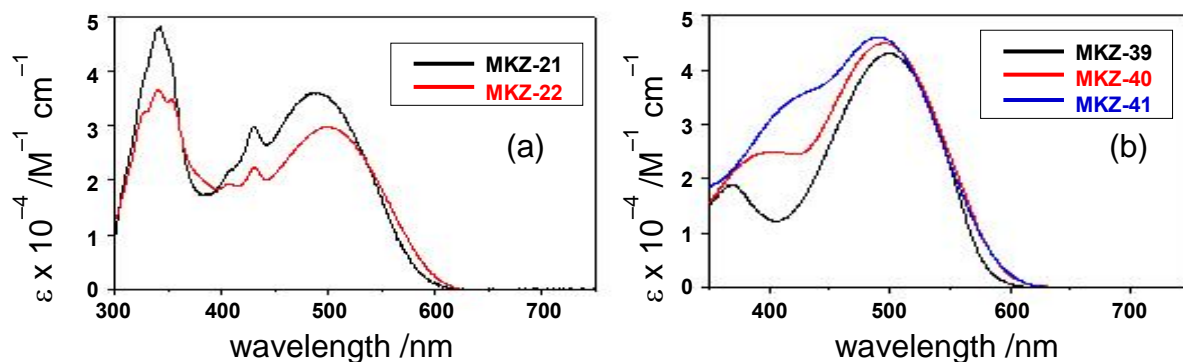 5
4
3
2
1
0
ε x 10⁻⁴ /M⁻¹ cm⁻¹
MKZ-21
MKZ-22
(a)
300 400 500 600 700
wavelength /nm
5
4
3
2
1
0
ε x 10⁻⁴ /M⁻¹ cm⁻¹
MKZ-39
MKZ-40
MKZ-41
(b)
400 500 600 700
wavelength /nm